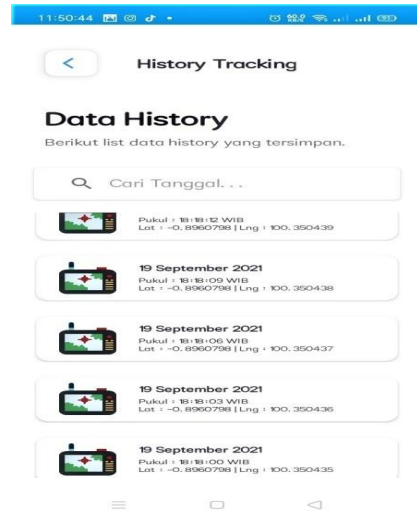 11:50:44
History Tracking
Data History
Berikut list data history yang tersimpan.
Cari Tanggal. . .
Pukul : 18:18:12 WIB
Lat : -0. 8960798 | Lng : 100. 350439
19 September 2021
Pukul : 18:18:09 WIB
Lat : -0. 8960798 | Lng : 100. 350438
19 September 2021
Pukul : 18:18:06 WIB
Lat : -0. 8960798 | Lng : 100. 350437
19 September 2021
Pukul : 18:18:03 WIB
Lat : -0. 8960798 | Lng : 100. 350436
19 September 2021
Pukul : 18:18:00 WIB
Lat : -0. 8960798 | Lng : 100. 350435